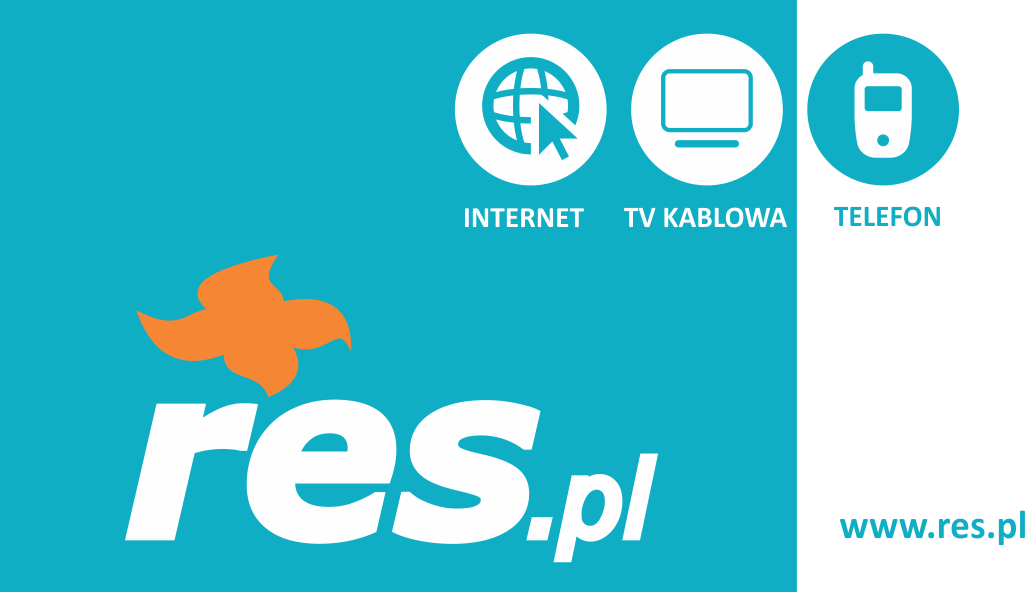 INTERNET
TV KABLOWA
TELEFON
res.pl
www.res.pl